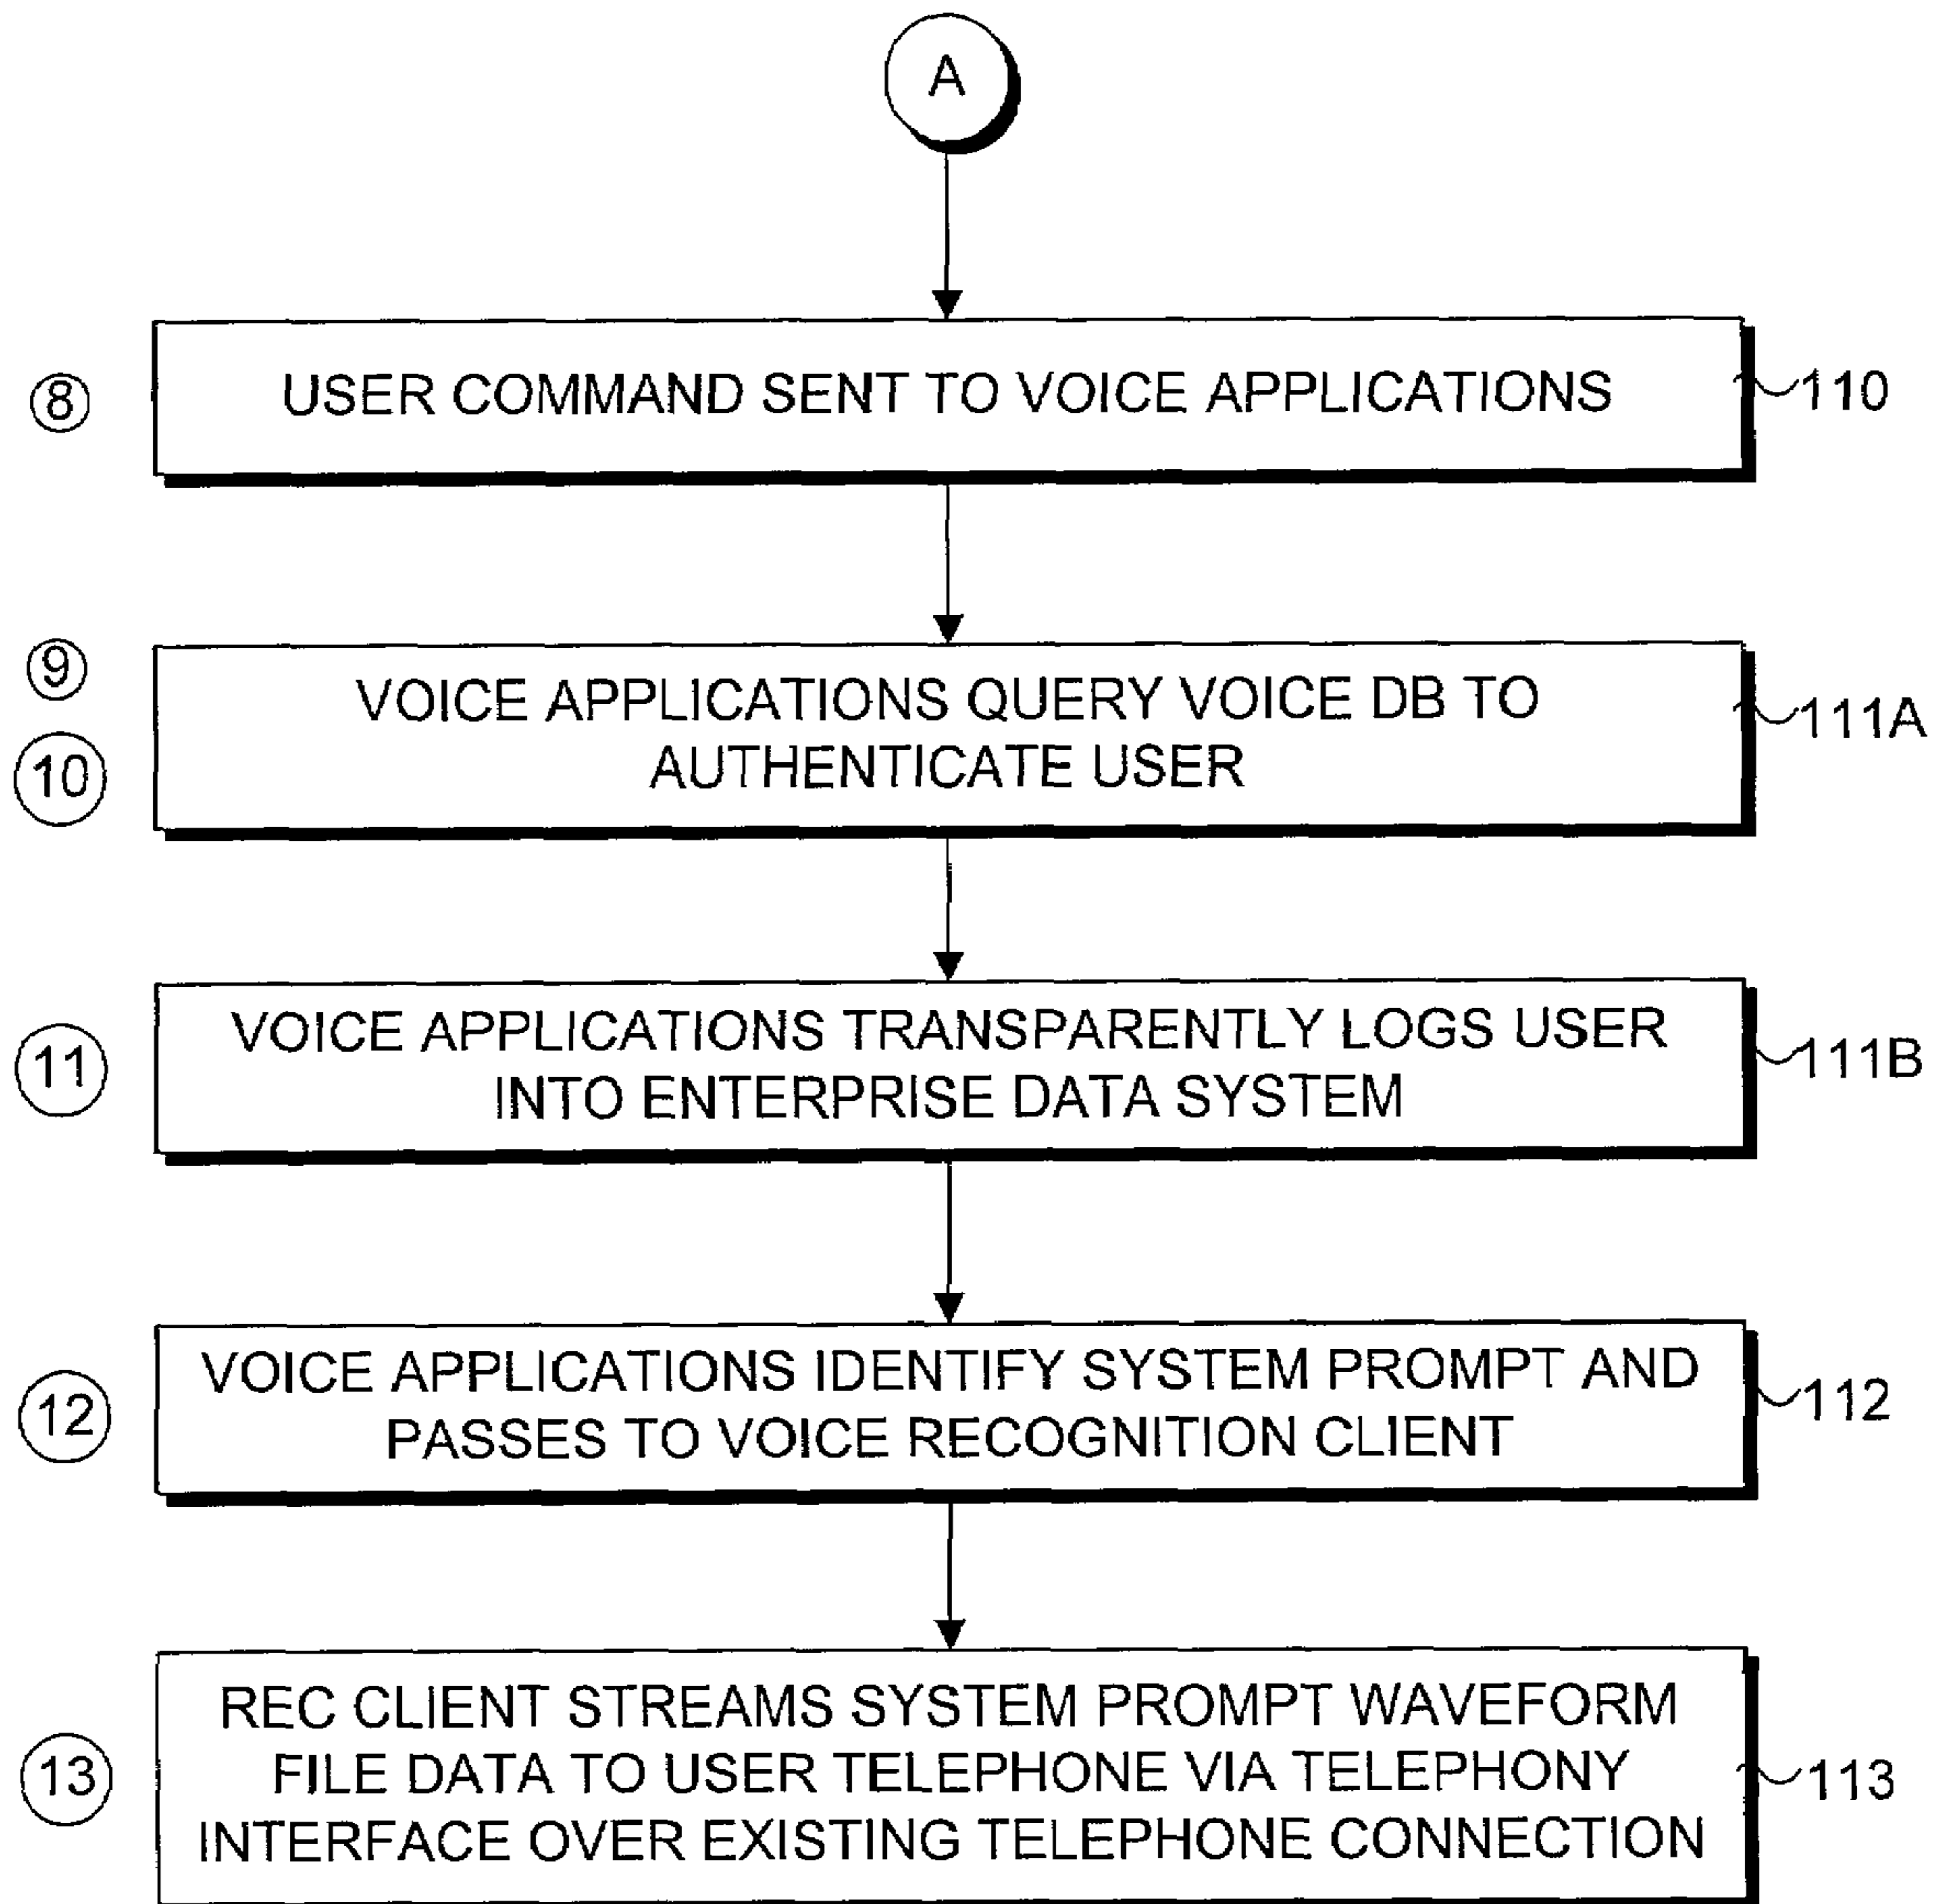 A
⑧
USER COMMAND SENT TO VOICE APPLICATIONS
110
⑨
⑩
VOICE APPLICATIONS QUERY VOICE DB TO
AUTHENTICATE USER
111A
⑪
VOICE APPLICATIONS TRANSPARENTLY LOGS USER
INTO ENTERPRISE DATA SYSTEM
111B
⑫
VOICE APPLICATIONS IDENTIFY SYSTEM PROMPT AND
PASSES TO VOICE RECOGNITION CLIENT
112
⑬
REC CLIENT STREAMS SYSTEM PROMPT WAVEFORM
FILE DATA TO USER TELEPHONE VIA TELEPHONY
INTERFACE OVER EXISTING TELEPHONE CONNECTION
113